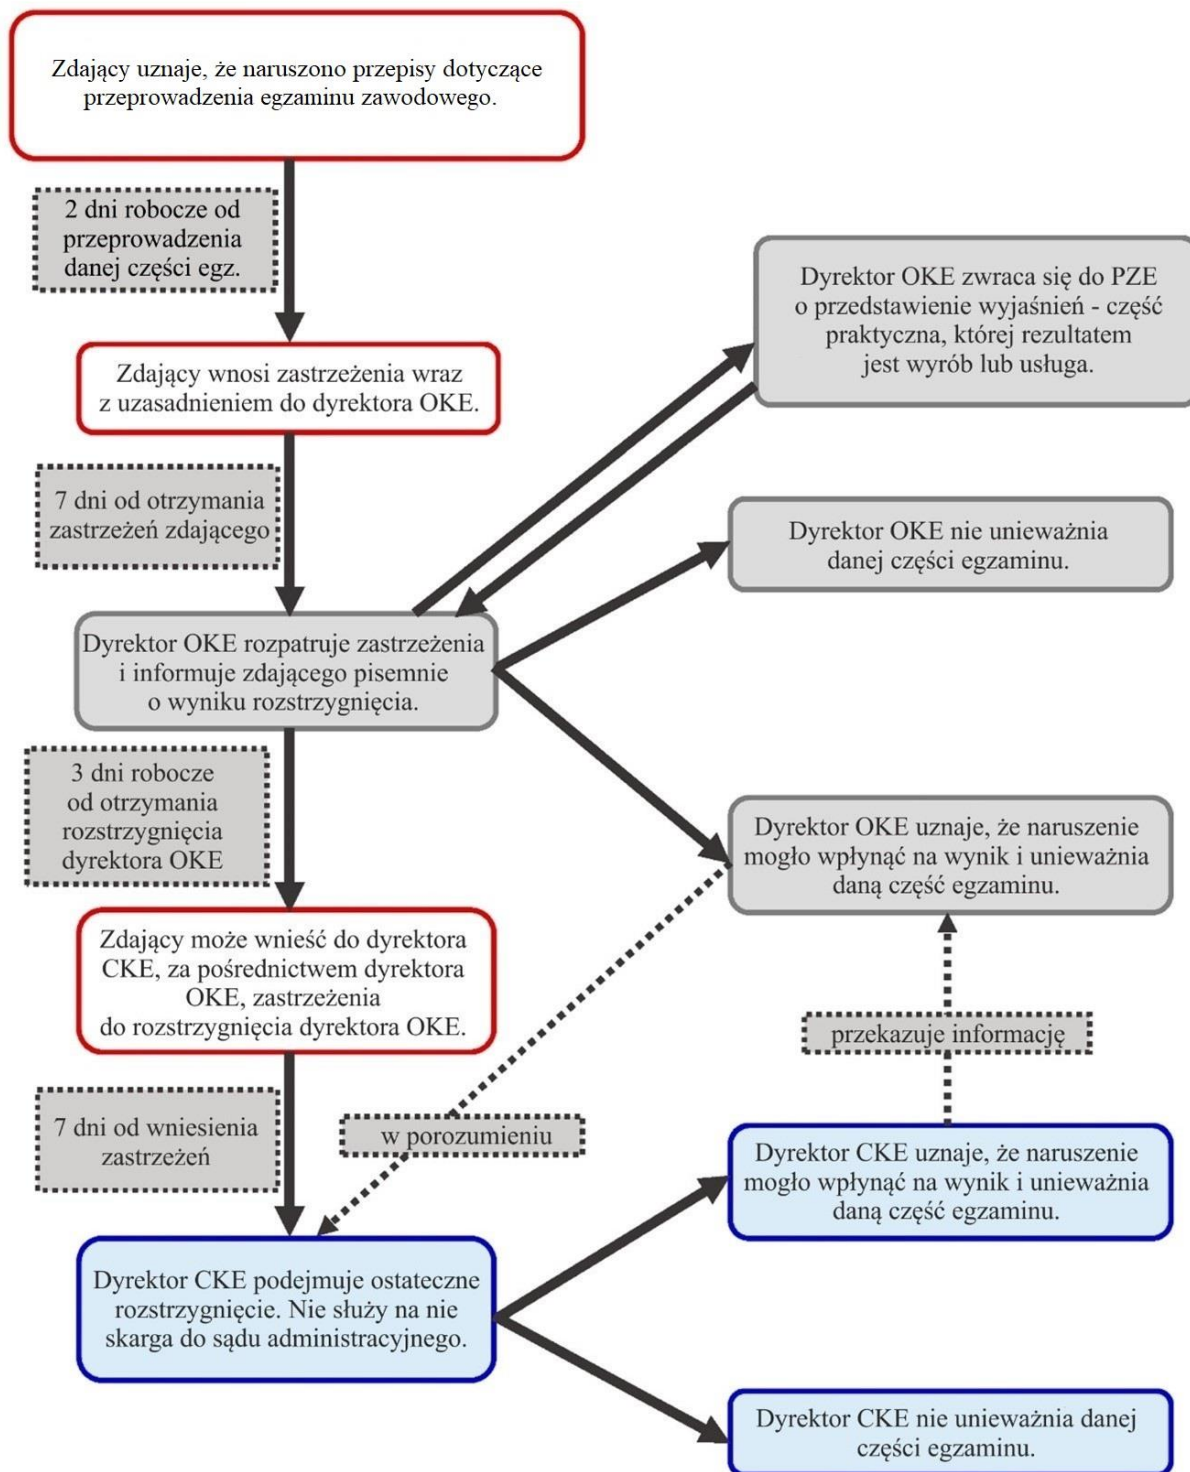 Zdający uznaje, że naruszono przepisy dotyczące
przeprowadzenia egzaminu zawodowego.
2 dni robocze od
przeprowadzenia
danej części egz.
Dyrektor OKE zwraca się do PZE
o przedstawienie wyjaśnień - część
praktyczna, której rezultatem
jest wyrób lub usługa.
Zdający wnosi zastrzeżenia wraz
z uzasadnieniem do dyrektora OKE.
7 dni od otrzymania
zastrzeżeń zdającego
Dyrektor OKE nie unieważnia
danej części egzaminu.
Dyrektor OKE rozpatruje zastrzeżenia
i informuje zdającego pisemnie
o wyniku rozstrzygnięcia.
3 dni robocze
od otrzymania
rozstrzygnięcia
dyrektora OKE
Dyrektor OKE uznaje, że naruszenie
mogło wpłynąć na wynik i unieważnia
daną część egzaminu.
Zdający może wnieść do dyrektora
CKE, za pośrednictwem dyrektora
OKE, zastrzeżenia
do rozstrzygnięcia dyrektora OKE.
przekazuje informację
7 dni od wniesienia
zastrzeżeń
w porozumieniu
Dyrektor CKE uznaje, że naruszenie
mogło wpłynąć na wynik i unieważnia
daną część egzaminu.
Dyrektor CKE podejmuje ostateczne
rozstrzygnięcie. Nie służy na nie
skarga do sądu administracyjnego.
Dyrektor CKE nie unieważnia danej
części egzaminu.